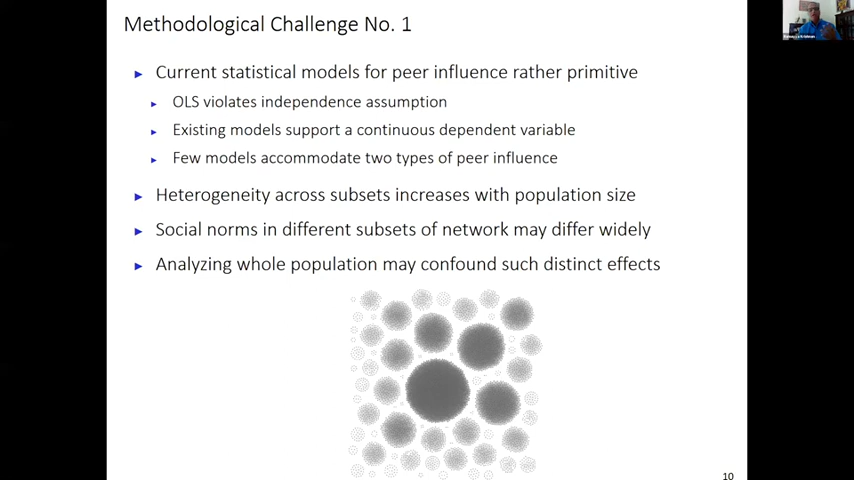 Methodological Challenge No. 1
Current statistical models for peer influence rather primitive
OLS violates independence assumption
Existing models support a continuous dependent variable
Few models accommodate two types of peer influence
Heterogeneity across subsets increases with population size
Social norms in different subsets of network may differ widely
Analyzing whole population may confound such distinct effects
10